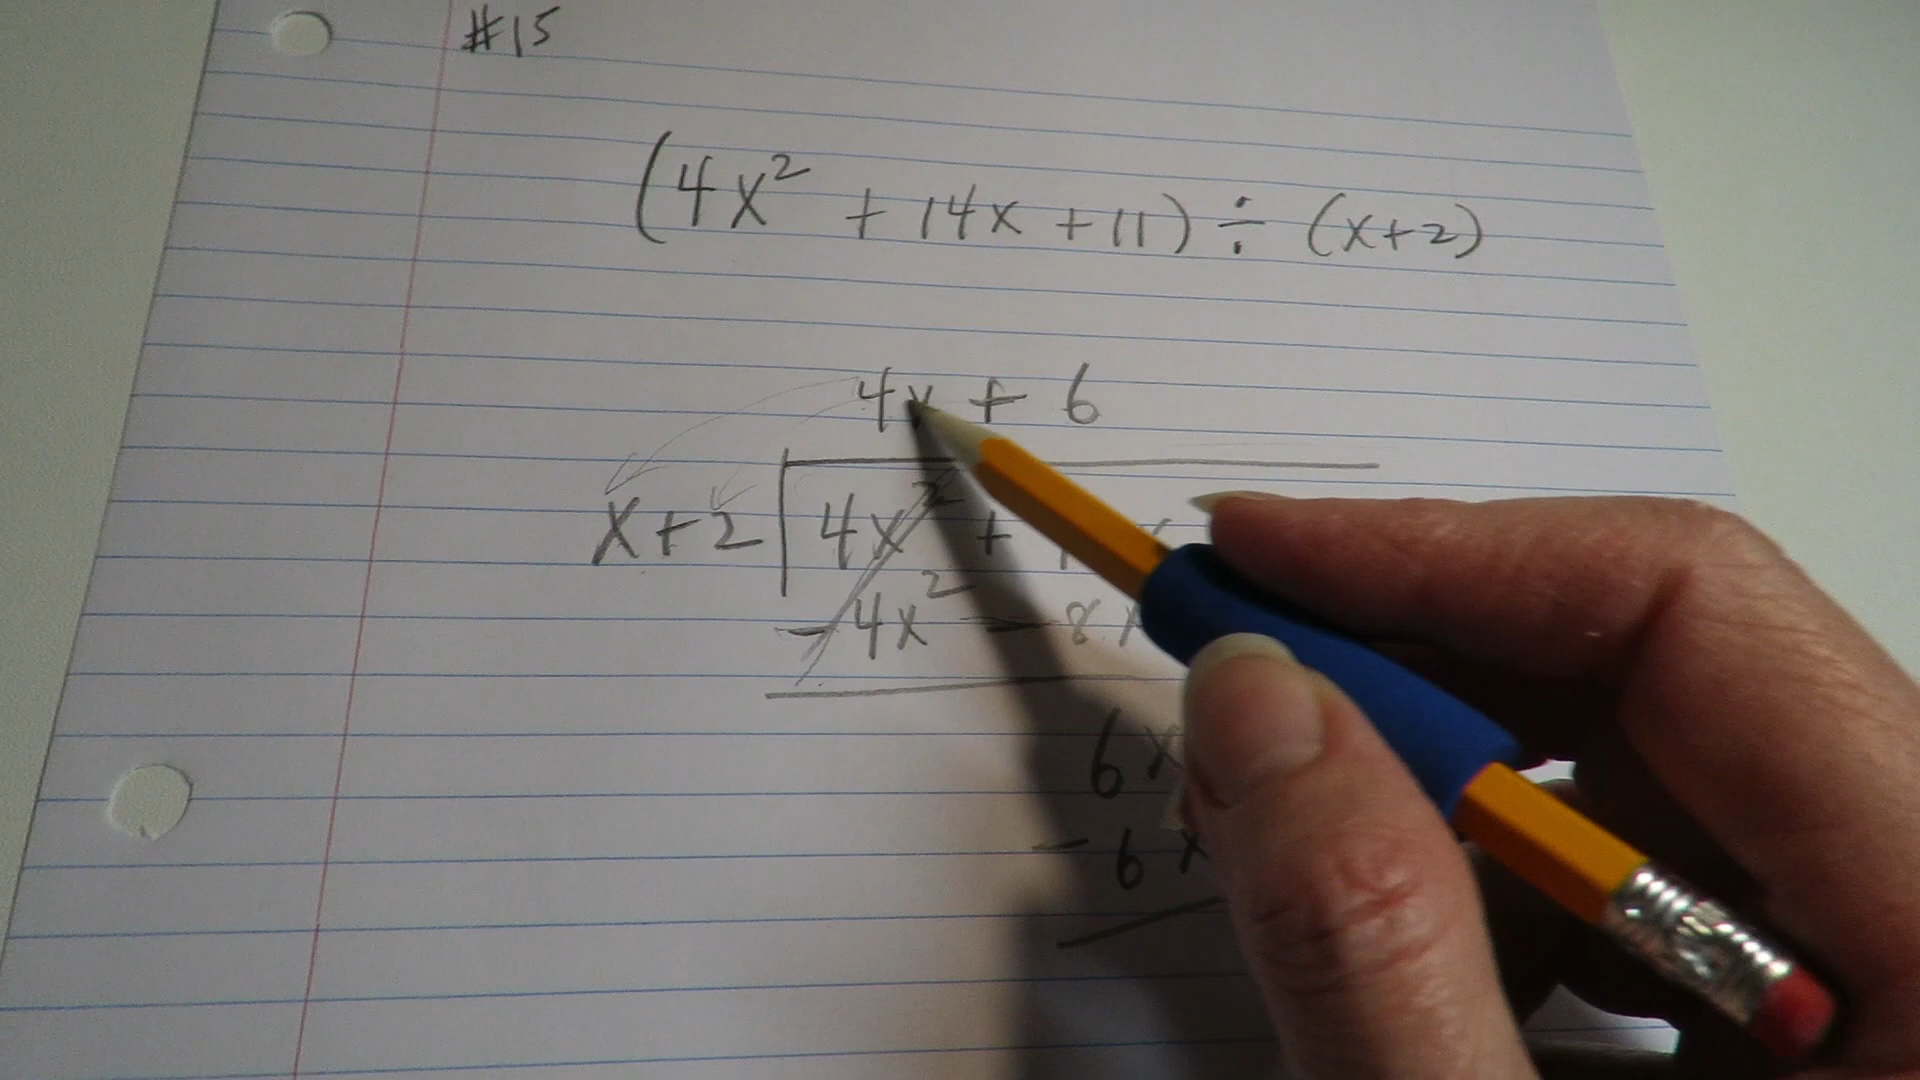 #15
(4x² + 14x + 11) ÷ (x+2)
4x + 6
x+2 4x² +
-4x² - 8x
6x
-6x